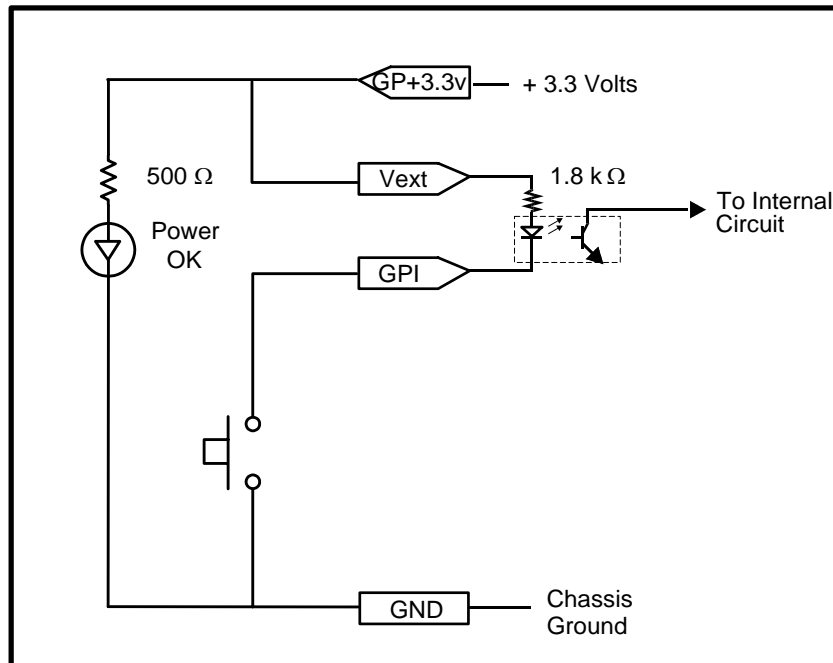 GP+3.3v
+ 3.3 Volts
500 Ω
Vext
1.8 k Ω
To Internal
Circuit
Power
OK
GPI
GND
Chassis
Ground